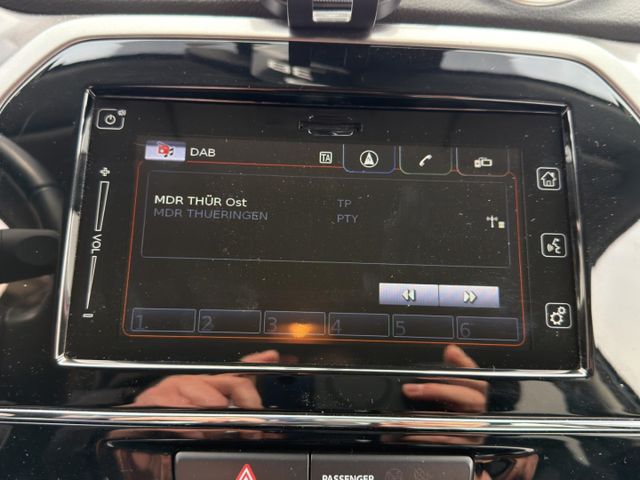 DAB
TA
MDR THÜR Ost
TP
MDR THUERINGEN
PTY
VOL
1 2 3 4 5 6
PASSENGER